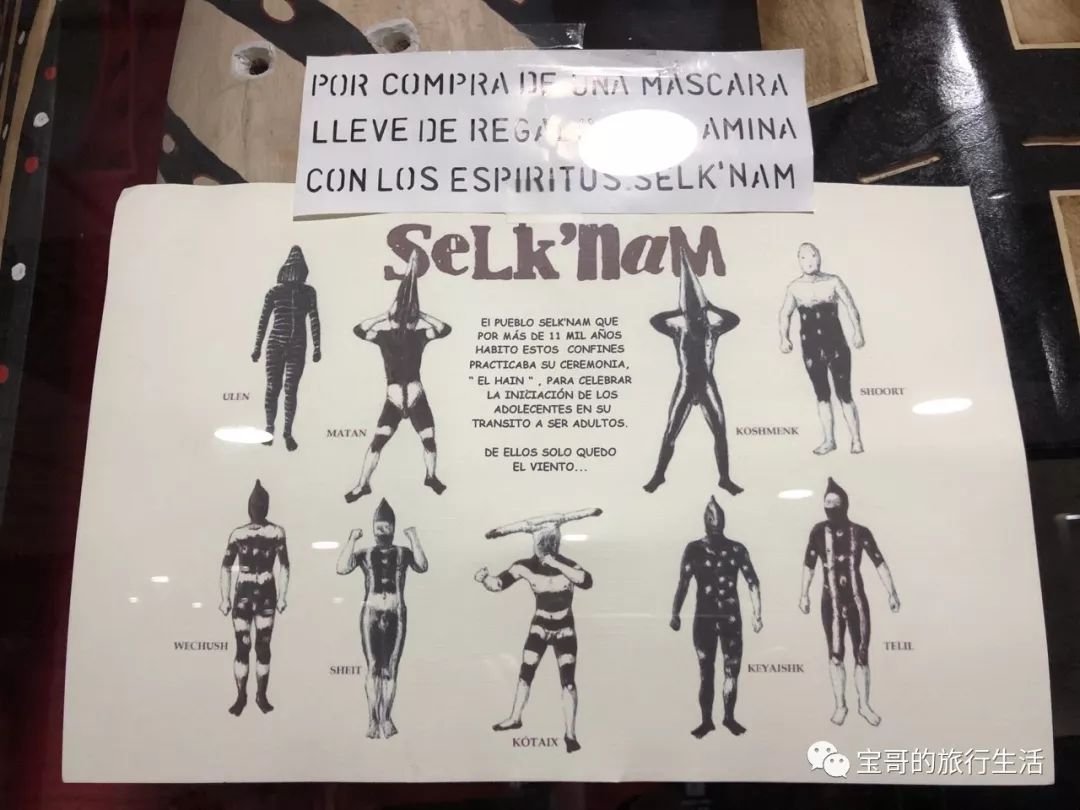 POR COMPRA DE UNA MÁSCARA
LLEVE DE AMINA
CON LOS ESPIRITUS SELK'NAM
SeLk'naM
El PUEBLO SELK'NAM QUE
POR MÁS DE 11 MIL AÑOS
HABITO ESTOS CONFINES
PRACTICABA SU CEREMONIA,
" EL HAIN " , PARA CELEBRAR
LA INICIACIÓN DE LOS
ADOLECENTES EN SU
TRANSITO A SER ADULTOS.
DE ELLOS SOLO QUEDO
EL VIENTO...
ULEN
MATAN
KOSHMENK
SHOORT
WECHUSH
SHEIT
KÓTAIX
KEYAISHK
TELIL
宝哥的旅行生活